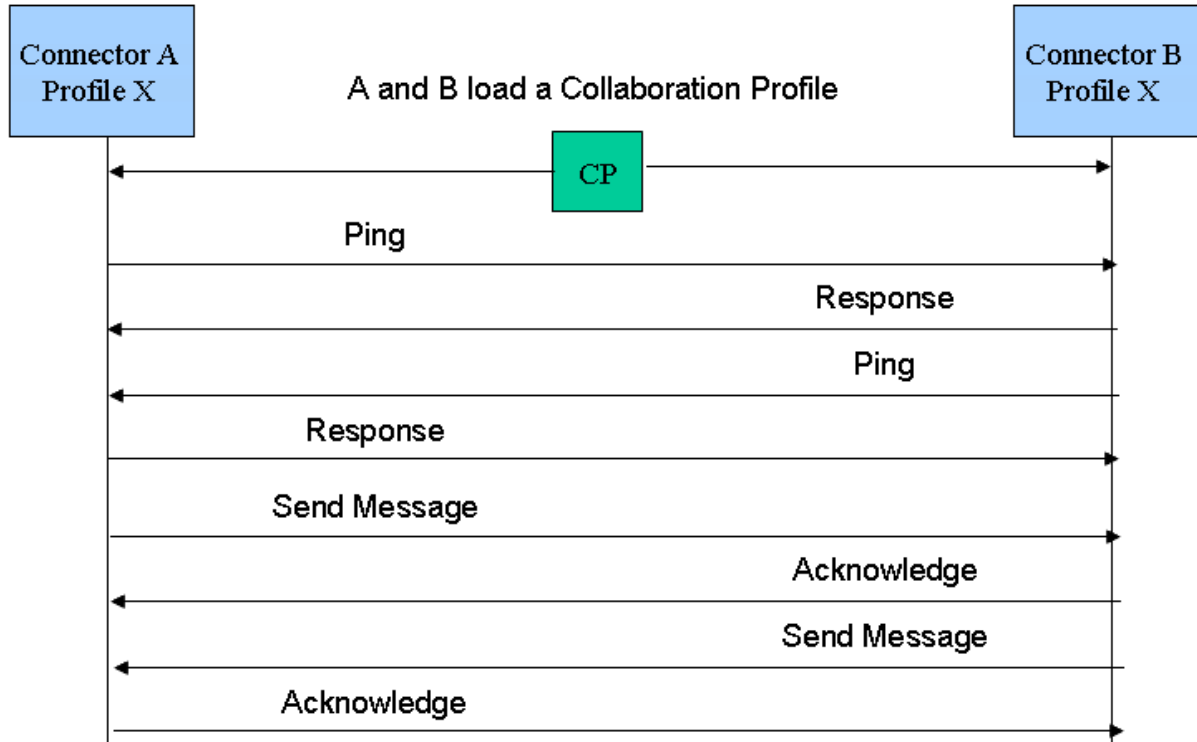 Connector A
Profile X
Connector B
Profile X
A and B load a Collaboration Profile
CP
Ping
Response
Ping
Response
Send Message
Acknowledge
Send Message
Acknowledge